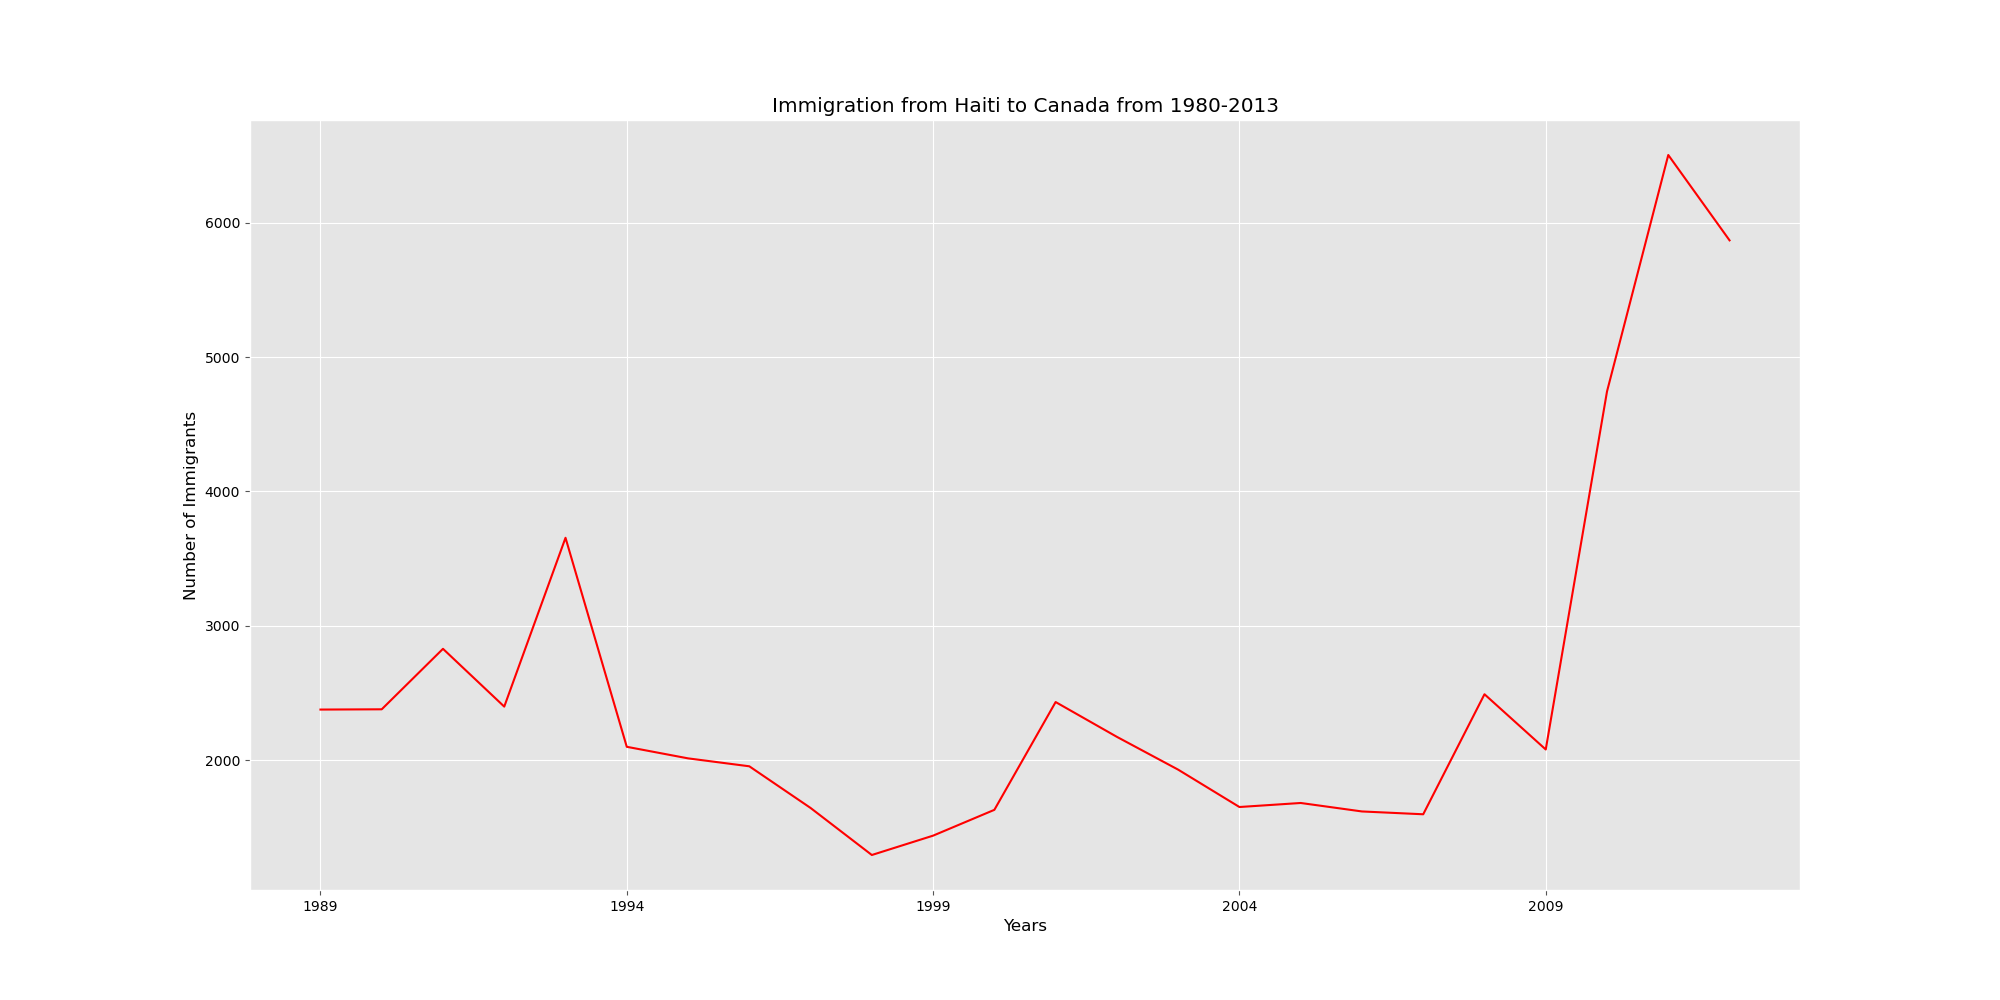 Immigration from Haiti to Canada from 1980-2013
6000
5000
4000
3000
2000
Number of Immigrants
1989 1994 1999 2004 2009
Years